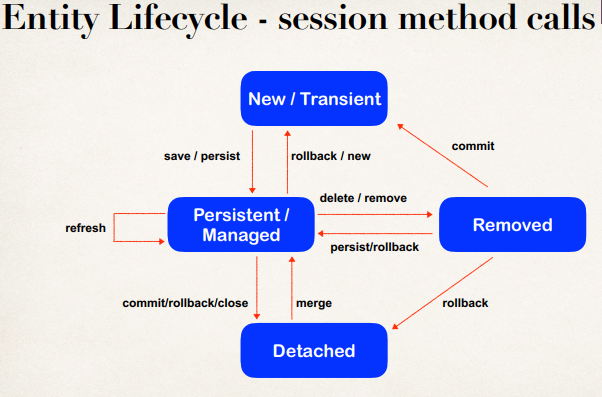 Entity Lifecycle - session method calls
New / Transient
commit
save / persist
rollback / new
delete / remove
Persistent /
Managed
Removed
refresh
persist/rollback
commit/rollback/close
merge
rollback
Detached